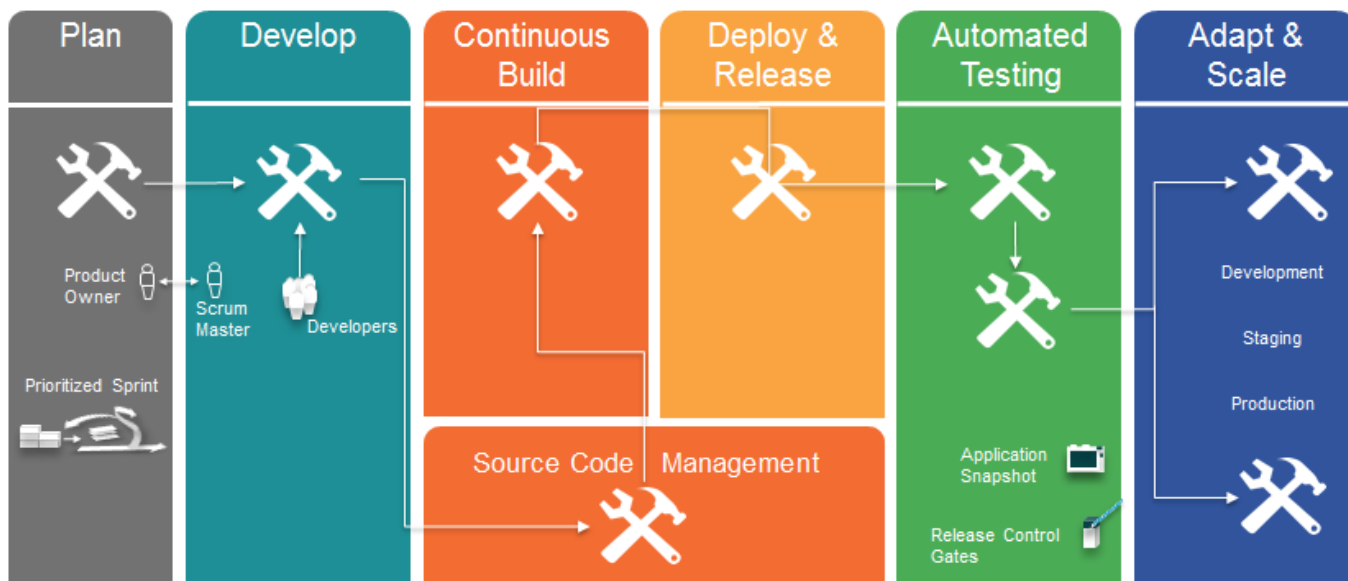 Plan
Develop
Continuous
Build
Deploy &
Release
Automated
Testing
Adapt &
Scale
Product
Owner
Scrum
Master
Developers
Prioritized Sprint
Source Code Management
Application
Snapshot
Release Control
Gates
Development
Staging
Production